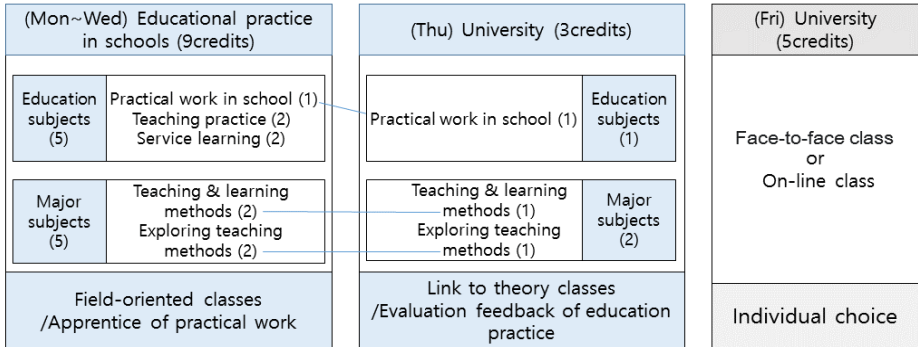 (Mon~Wed) Educational practice
in schools (9credits)
Education
subjects
(5)
Practical work in school (1)
Teaching practice (2)
Service learning (2)
Major
subjects
(5)
Teaching & learning
methods (2)
Exploring teaching
methods (2)
Field-oriented classes
/Apprentice of practical work
(Thu) University (3credits)
Practical work in school (1)
Education
subjects
(1)
Teaching & learning
methods (1)
Exploring teaching
methods (1)
Major
subjects
(2)
Link to theory classes
/Evaluation feedback of education
practice
(Fri) University
(5credits)
Face-to-face class
or
On-line class
Individual choice